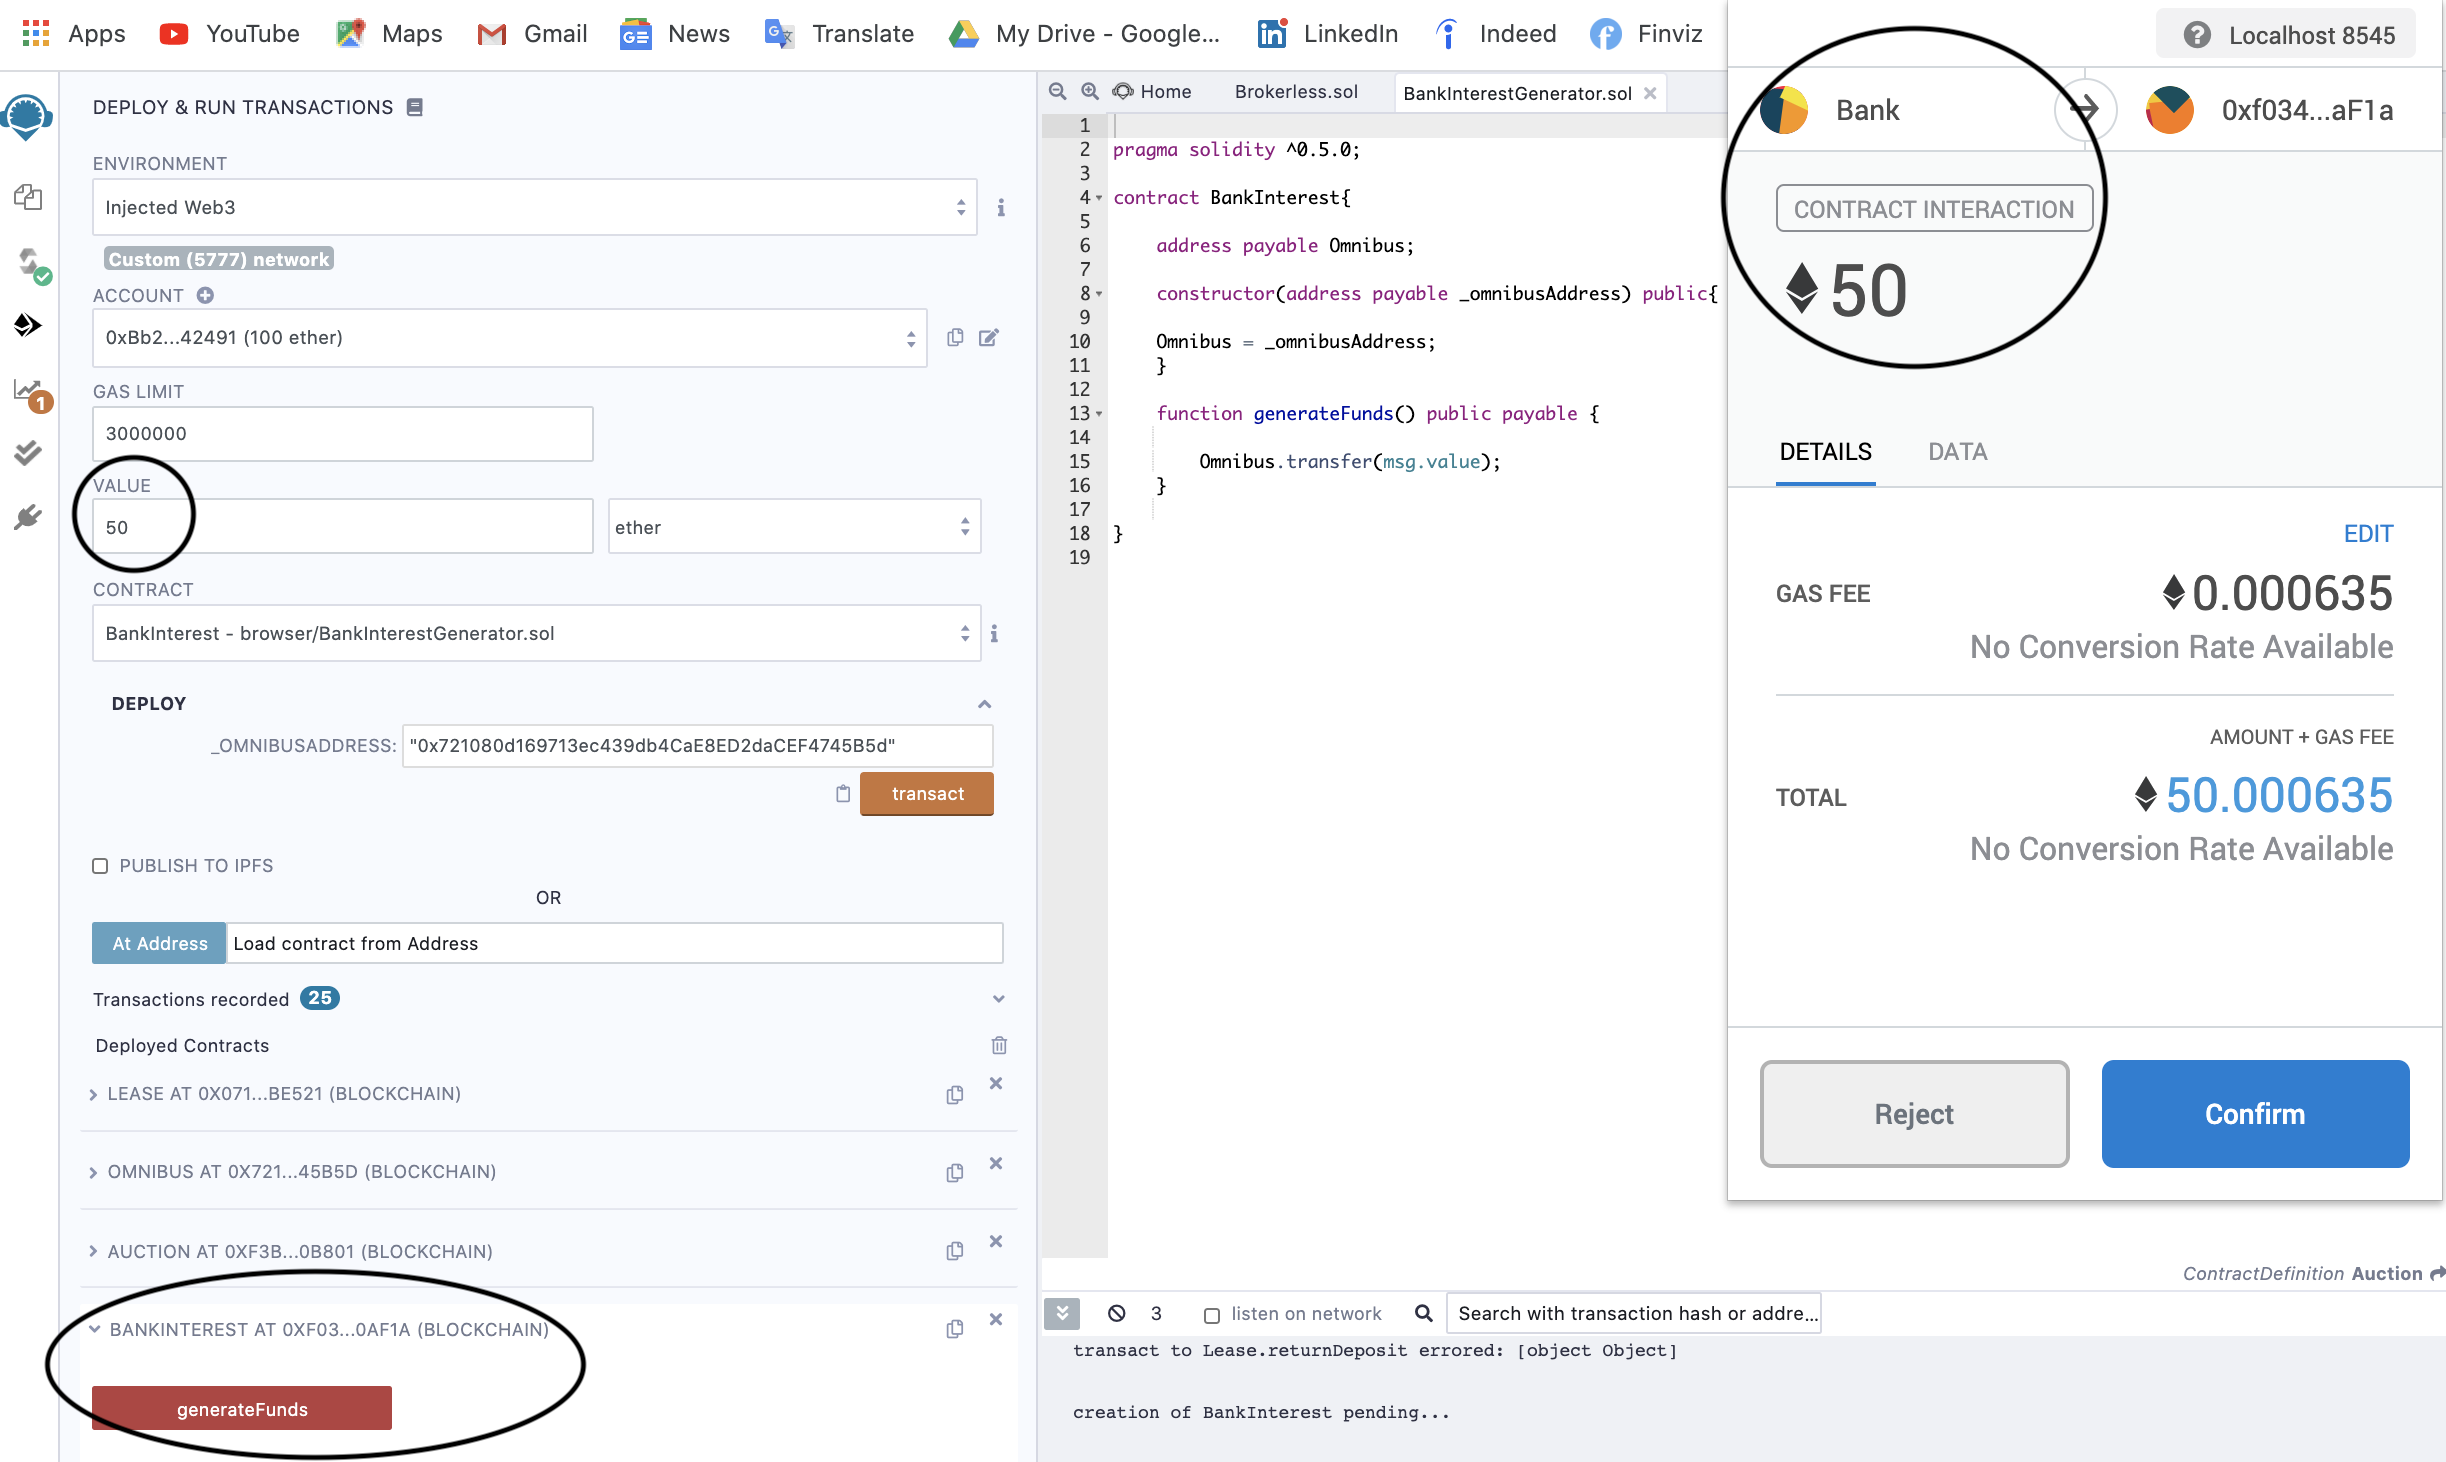 Apps YouTube Maps Gmail News Translate My Drive - Google... LinkedIn Indeed Finviz
DEPLOY & RUN TRANSACTIONS
ENVIRONMENT
Injected Web3
Custom (5777) network
ACCOUNT
0xBb2...42491 (100 ether)
GAS LIMIT
3000000
VALUE
50 ether
CONTRACT
BankInterest - browser/BankInterestGenerator.sol
DEPLOY
_OMNIBUSADDRESS: "0x721080d169713ec439db4CaE8ED2daCEF4745B5d"
transact
PUBLISH TO IPFS
OR
At Address Load contract from Address
Transactions recorded 25
Deployed Contracts
LEASE AT 0X071...BE521 (BLOCKCHAIN)
OMNIBUS AT 0X721...45B5D (BLOCKCHAIN)
AUCTION AT 0XF3B...0B801 (BLOCKCHAIN)
BANKINTEREST AT 0XF03...0AF1A (BLOCKCHAIN)
generateFunds
1
Home Brokerless.sol BankInterestGenerator.sol
1
2 pragma solidity ^0.5.0;
3
4 contract BankInterest{
5
6 address payable Omnibus;
7
8 constructor(address payable _omnibusAddress) public{
9
10 Omnibus = _omnibusAddress;
11 }
12
13 function generateFunds() public payable {
14
15 Omnibus.transfer(msg.value);
16 }
17
18 }
19
ContractDefinition Auction
3 listen on network Search with transaction hash or addre...
transact to Lease.returnDeposit errored: [object Object]
creation of BankInterest pending...
Localhost 8545
Bank 0xf034...aF1a
CONTRACT INTERACTION
50
DETAILS DATA
EDIT
GAS FEE 0.000635
No Conversion Rate Available
AMOUNT + GAS FEE
TOTAL 50.000635
No Conversion Rate Available
Reject Confirm